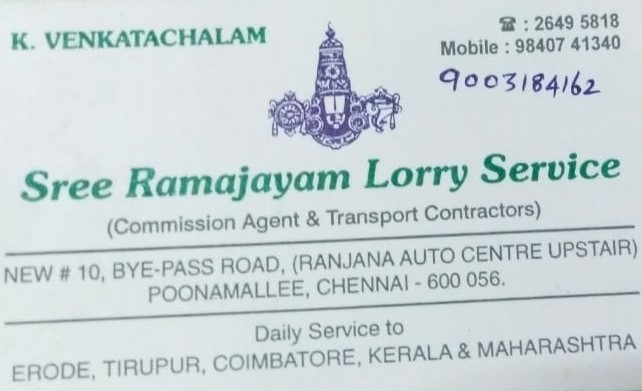 K. VENKATACHALAM
☎ : 2649 5818
Mobile : 98407 41340
9003184162
Sree Ramajayam Lorry Service
(Commission Agent & Transport Contractors)
NEW # 10, BYE-PASS ROAD, (RANJANA AUTO CENTRE UPSTAIR)
POONAMALLEE, CHENNAI - 600 056.
Daily Service to
ERODE, TIRUPUR, COIMBATORE, KERALA & MAHARASHTRA